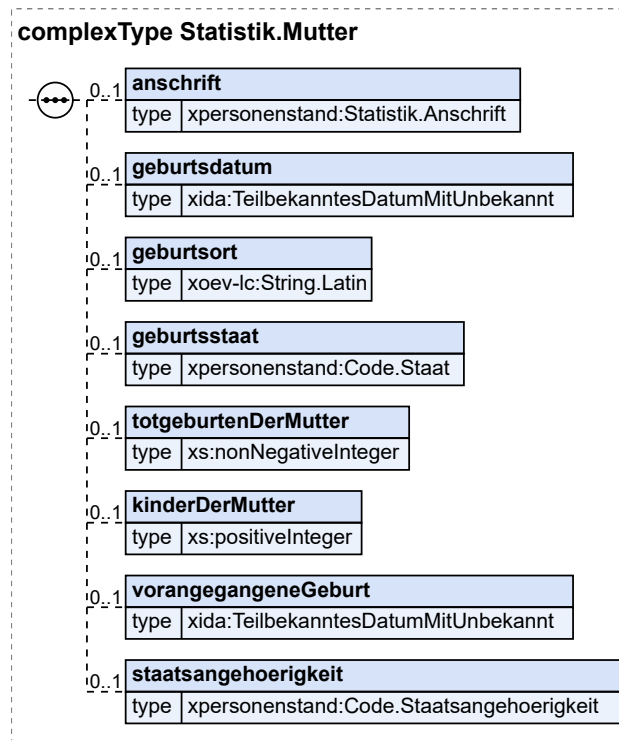 complexType Statistik.Mutter
0..1 anschrift
type xpersonenstand:Statistik.Anschrift
0..1 geburtsdatum
type xida:TeilbekanntesDatumMitUnbekannt
0..1 geburtsort
type xoev-lc:String.Latin
0..1 geburtsstaat
type xpersonenstand:Code.Staat
0..1 totgeburtenDerMutter
type xs:nonNegativeInteger
0..1 kinderDerMutter
type xs:positiveInteger
0..1 vorangegangeneGeburt
type xida:TeilbekanntesDatumMitUnbekannt
0..1 staatsangehoerigkeit
type xpersonenstand:Code.Staatsangehoerigkeit